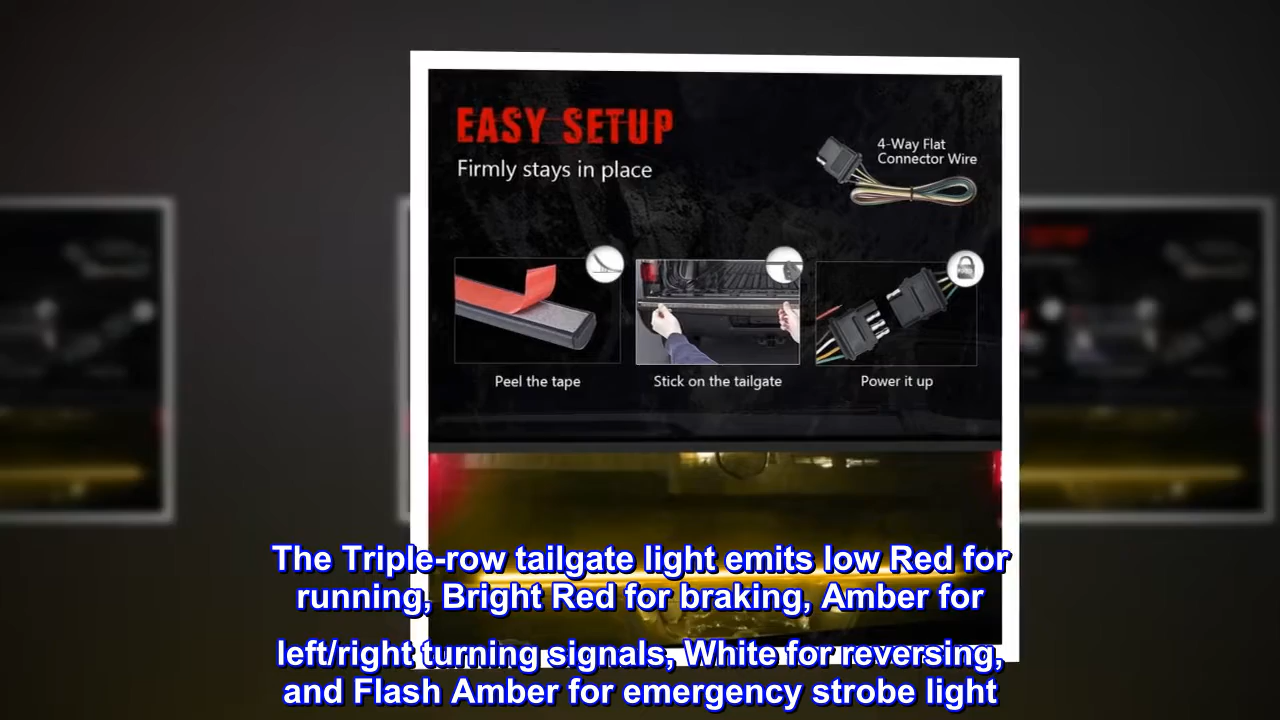 EASY SETUP
Firmly stays in place
4-Way Flat
Connector Wire
Peel the tape
Stick on the tailgate
Power it up
The Triple-row tailgate light emits low Red for
running, Bright Red for braking, Amber for
left/right turning signals, White for reversing,
and Flash Amber for emergency strobe light